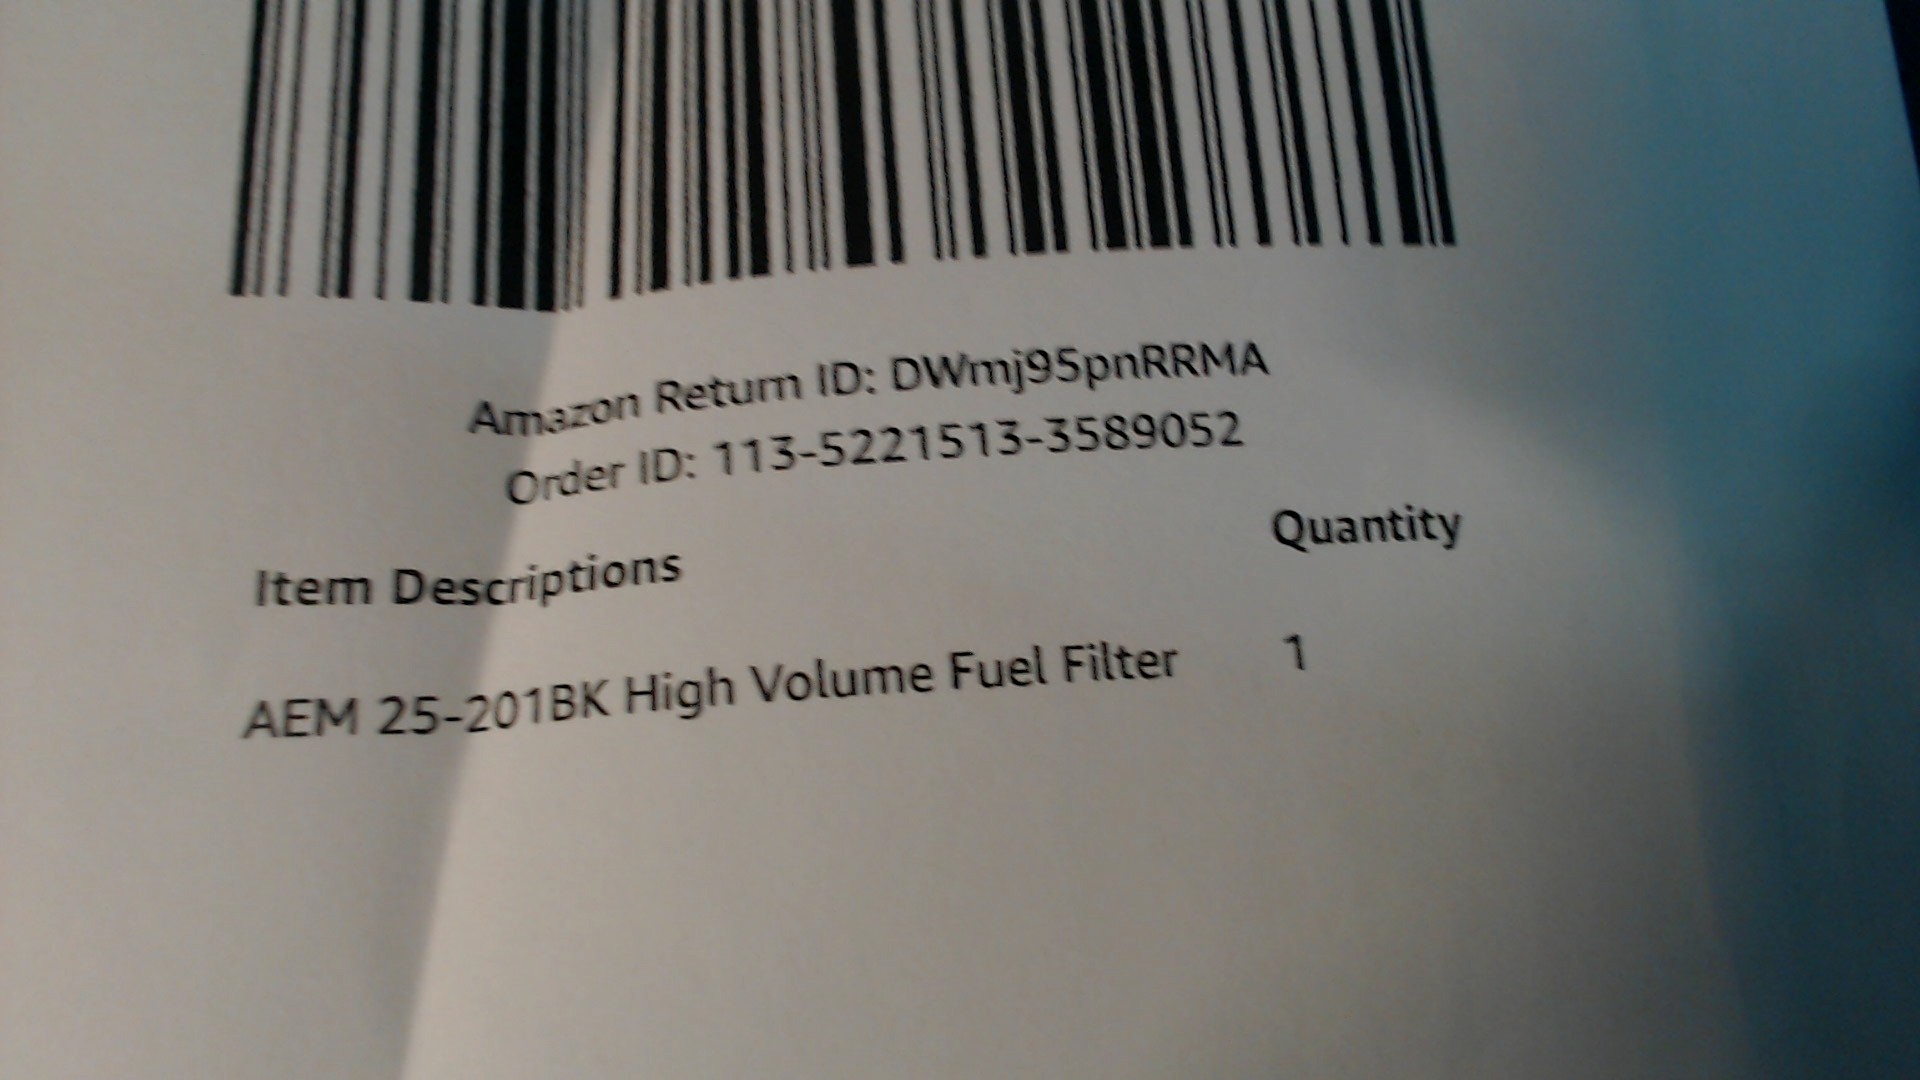 Amazon Return ID: DWmj95pnRRMA
Order ID: 113-5221513-3589052
Item Descriptions Quantity
AEM 25-201BK High Volume Fuel Filter 1